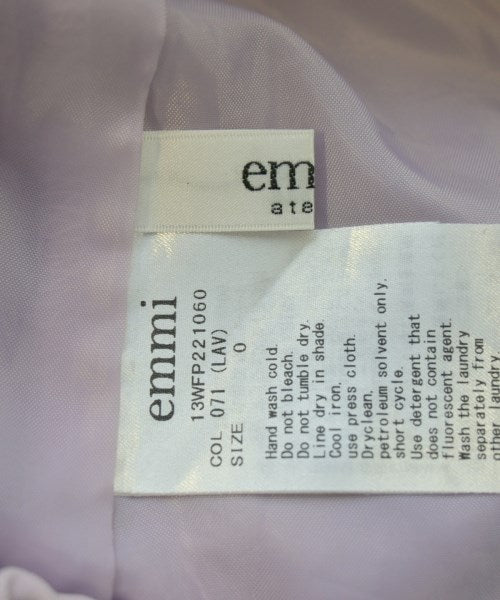 em
ate
emmi
13WFP221060
COL 071 (LAV)
SIZE 0
Hand wash cold.
Do not bleach.
Do not tumble dry.
Line dry in shade.
Cool iron.
use press cloth.
Dryclean.
petroleum solvent only.
short cycle.
Use detergent that
does not contain
fluorescent agent.
Wash the laundry
separately from
other laundry.